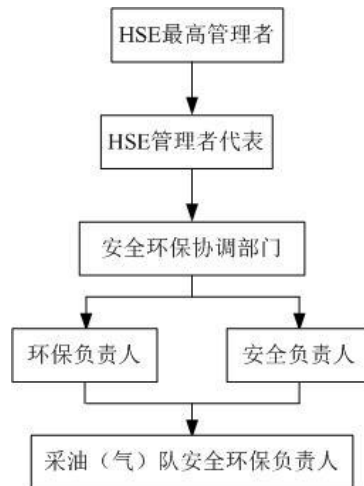 HSE最高管理者
HSE管理者代表
安全环保协调部门
环保负责人
安全负责人
采油（气）队安全环保负责人